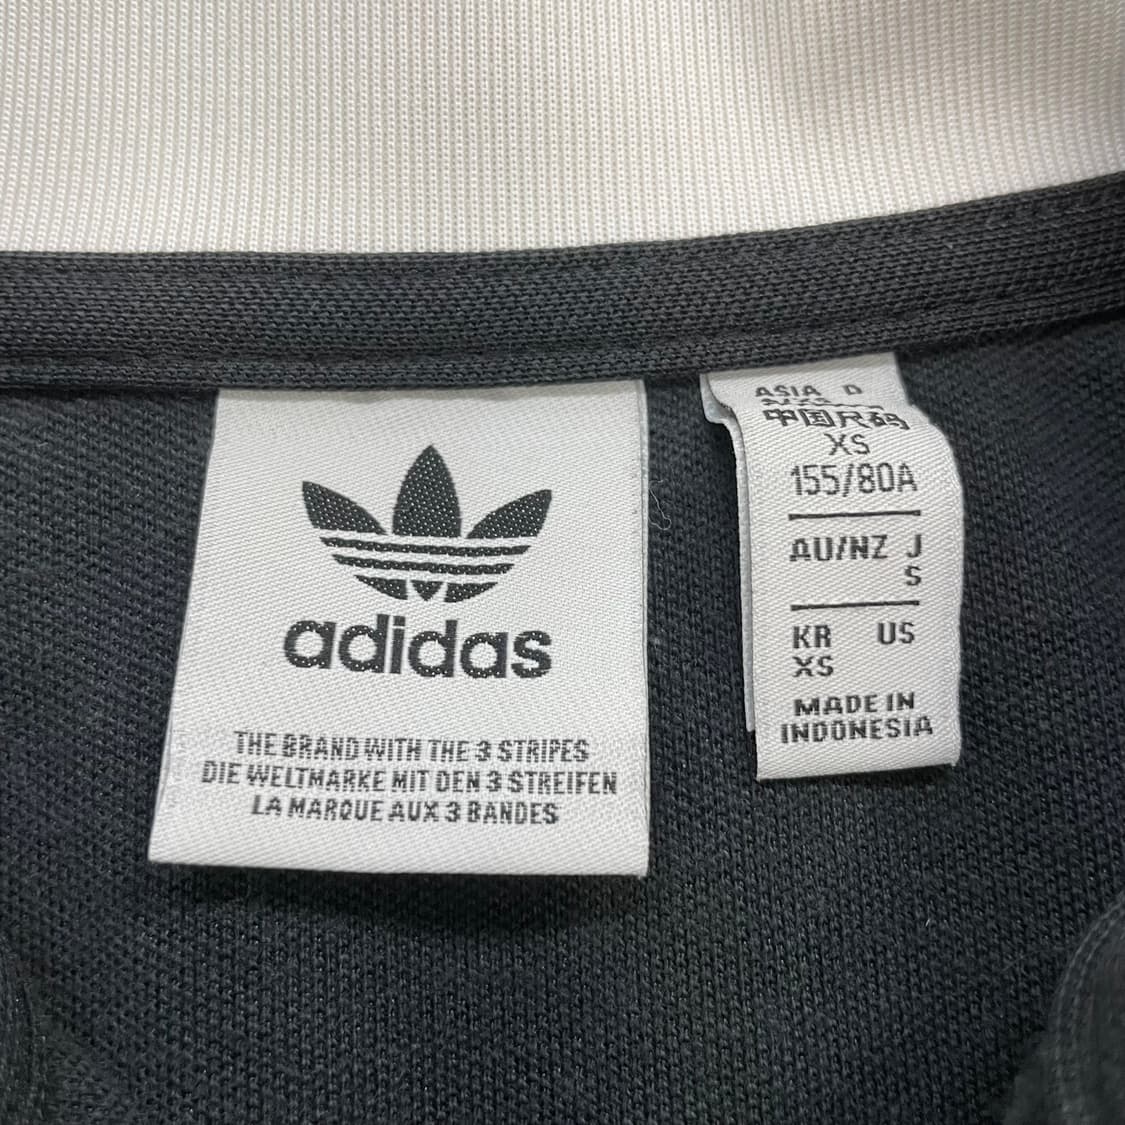 adidas
THE BRAND WITH THE 3 STRIPES
DIE WELTMARKE MIT DEN 3 STREIFEN
LA MARQUE AUX 3 BANDES
ASIA D
中国尺码
XS
155/80A
AU/NZ J
S
KR US
XS
MADE IN
INDONESIA